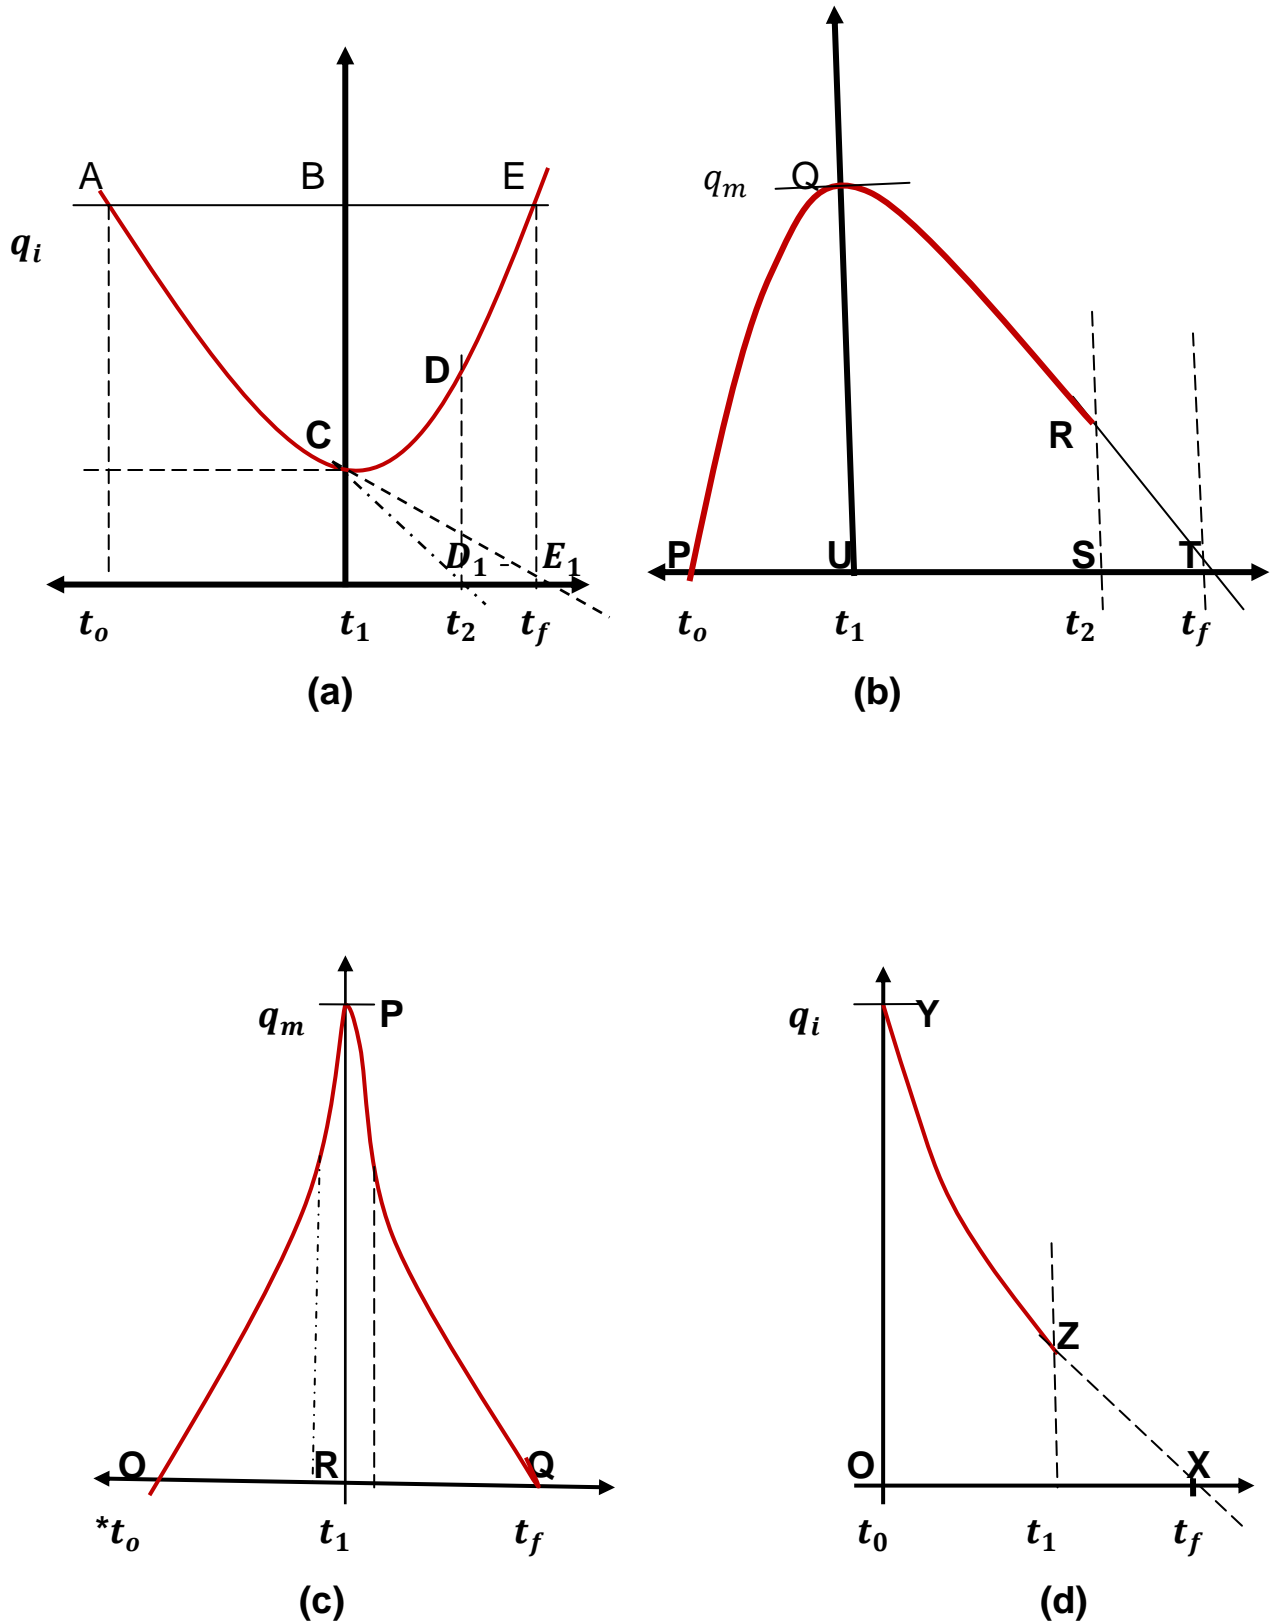 A B E
q_i
D
C
D_1 E_1
t_o t_1 t_2 t_f
(a)
q_m Q
R
P U S T
t_o t_1 t_2 t_f
(b)
q_m P
O R Q
*t_o t_1 t_f
(c)
q_i Y
Z
O X
t_0 t_1 t_f
(d)